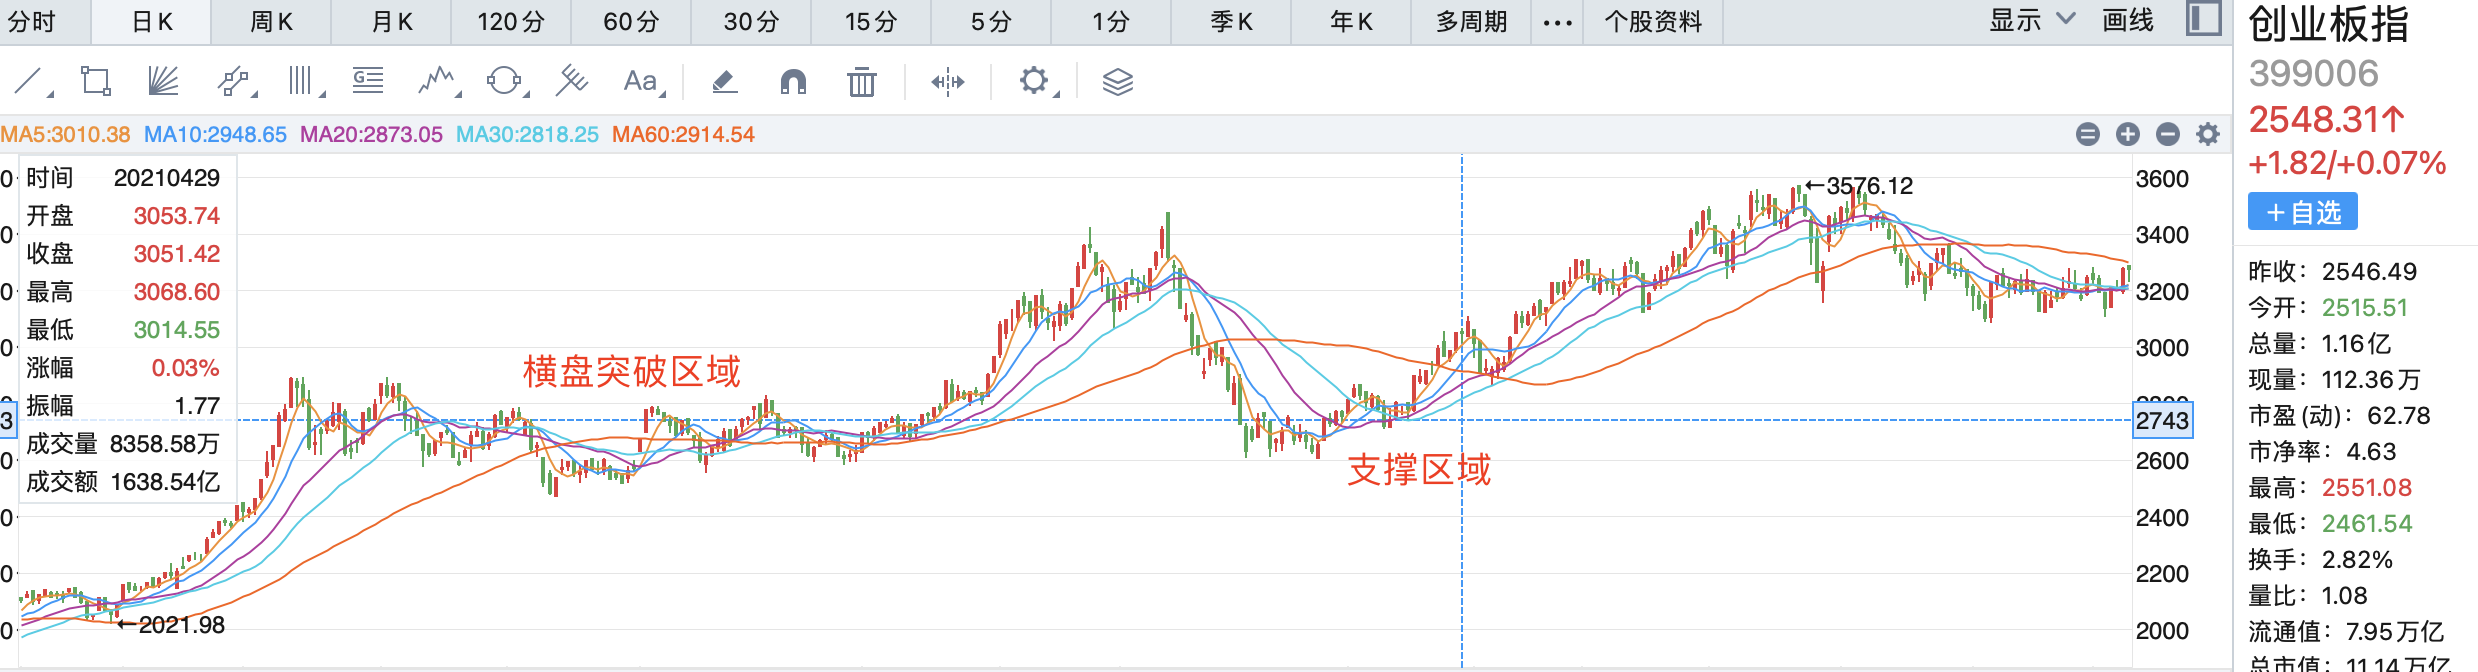 分时 日K 周K 月K 120分 60分 30分 15分 5分 1分 季K 年K 多周期 ··· 个股资料 显示 画线
Aa
MA5:3010.38 MA10:2948.65 MA20:2873.05 MA30:2818.25 MA60:2914.54
时间 20210429
开盘 3053.74
收盘 3051.42
最高 3068.60
最低 3014.55
涨幅 0.03%
振幅 1.77
成交量 8358.58万
成交额 1638.54亿
横盘突破区域
支撑区域
←3576.12
←2021.98
3600
3400
3200
3000
2743
2600
2400
2200
2000
创业板指
399006
2548.31↑
+1.82/+0.07%
+自选
昨收: 2546.49
今开: 2515.51
总量: 1.16亿
现量: 112.36万
市盈(动): 62.78
市净率: 4.63
最高: 2551.08
最低: 2461.54
换手: 2.82%
量比: 1.08
流通值: 7.95万亿
总市值: 11.14万亿